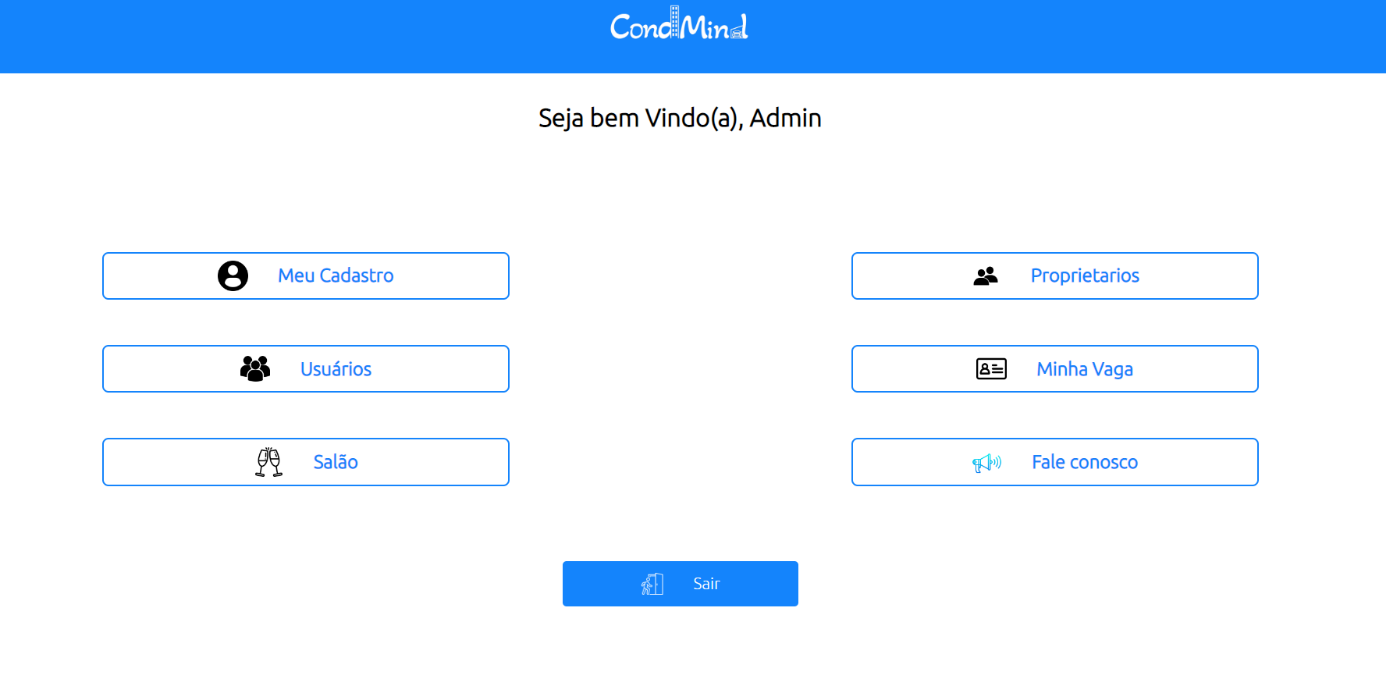 CondMind
Seja bem Vindo(a), Admin
Meu Cadastro
Proprietarios
Usuários
Minha Vaga
Salão
Fale conosco
Sair